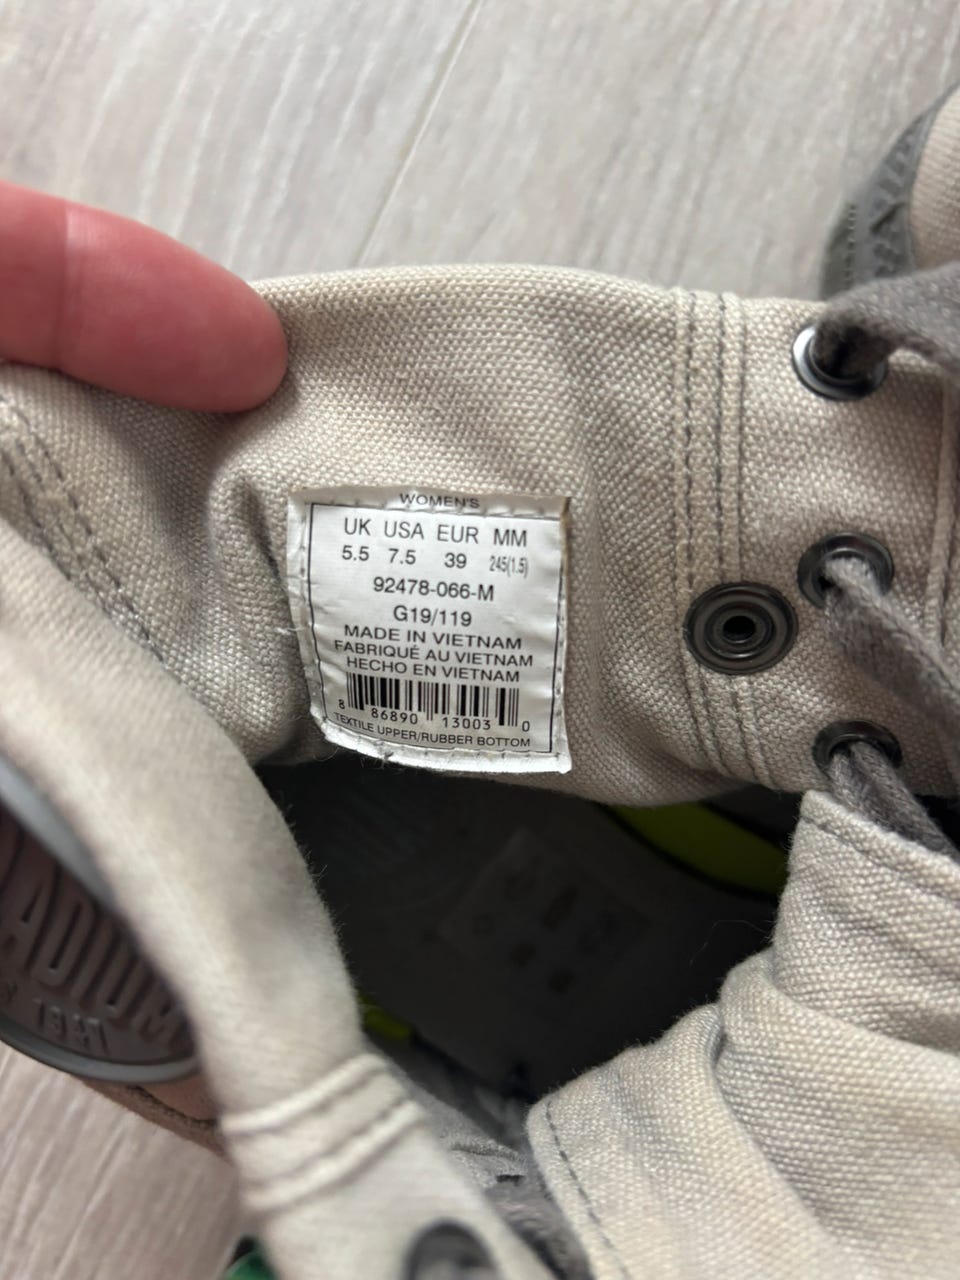 WOMEN'S
UK USA EUR MM
5.5 7.5 39 245(1.5)
92478-066-M
G19/119
MADE IN VIETNAM
FABRIQUÉ AU VIETNAM
HECHO EN VIETNAM
8 86890 13003 0
TEXTILE UPPER/RUBBER BOTTOM
ADIUM